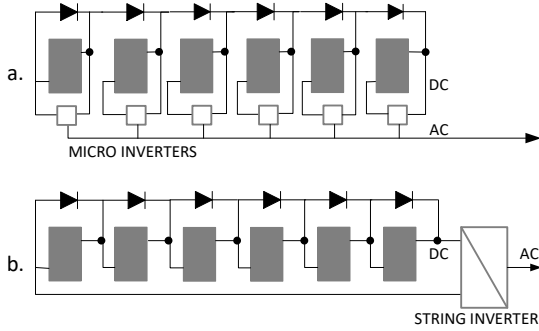 a.
DC
AC
MICRO INVERTERS
b.
DC
AC
STRING INVERTER